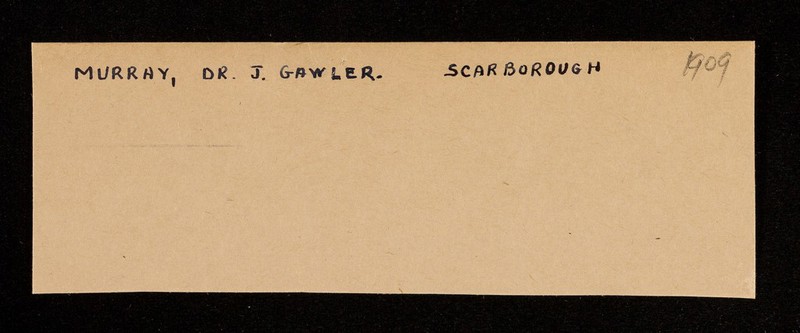 MURRAY, DR. J. GAWLER. SCARBOROUGH 1909